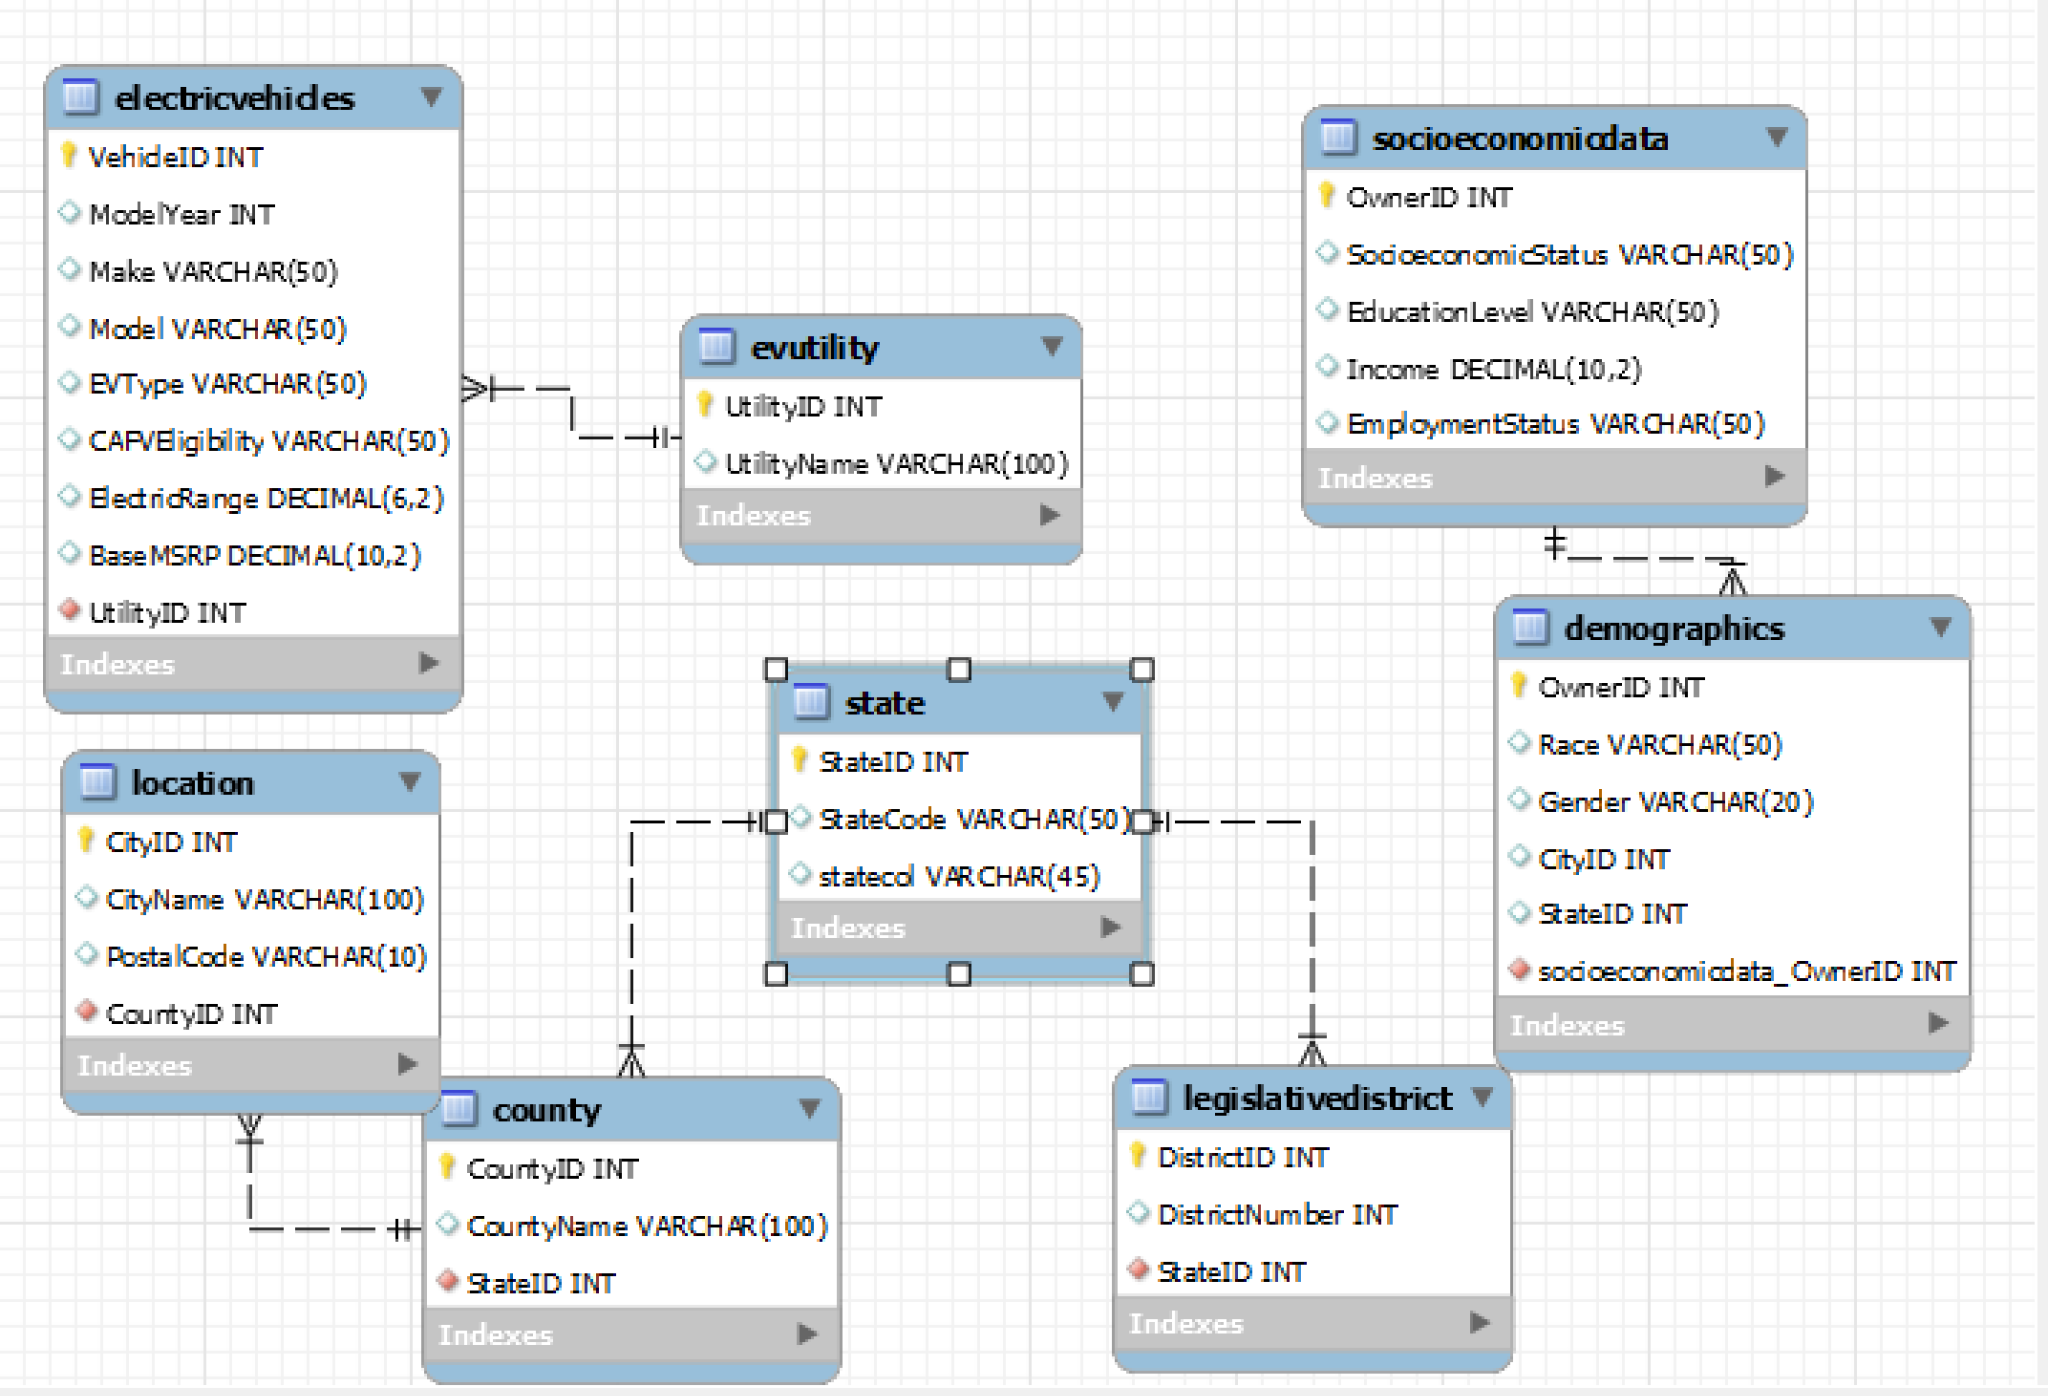 electricvehicles
VehicleID INT
ModelYear INT
Make VARCHAR(50)
Model VARCHAR(50)
EVType VARCHAR(50)
CAFVEligibility VARCHAR(50)
ElectricRange DECIMAL(6,2)
BaseMSRP DECIMAL(10,2)
UtilityID INT
Indexes
evutility
UtilityID INT
UtilityName VARCHAR(100)
Indexes
socioeconomicdata
OwnerID INT
SocioeconomicStatus VARCHAR(50)
EducationLevel VARCHAR(50)
Income DECIMAL(10,2)
EmploymentStatus VARCHAR(50)
Indexes
demographics
OwnerID INT
Race VARCHAR(50)
Gender VARCHAR(20)
CityID INT
StateID INT
socioeconomicdata_OwnerID INT
Indexes
state
StateID INT
StateCode VARCHAR(50)
statecol VARCHAR(45)
Indexes
location
CityID INT
CityName VARCHAR(100)
PostalCode VARCHAR(10)
CountyID INT
Indexes
county
CountyID INT
CountyName VARCHAR(100)
StateID INT
Indexes
legislativedistrict
DistrictID INT
DistrictNumber INT
StateID INT
Indexes